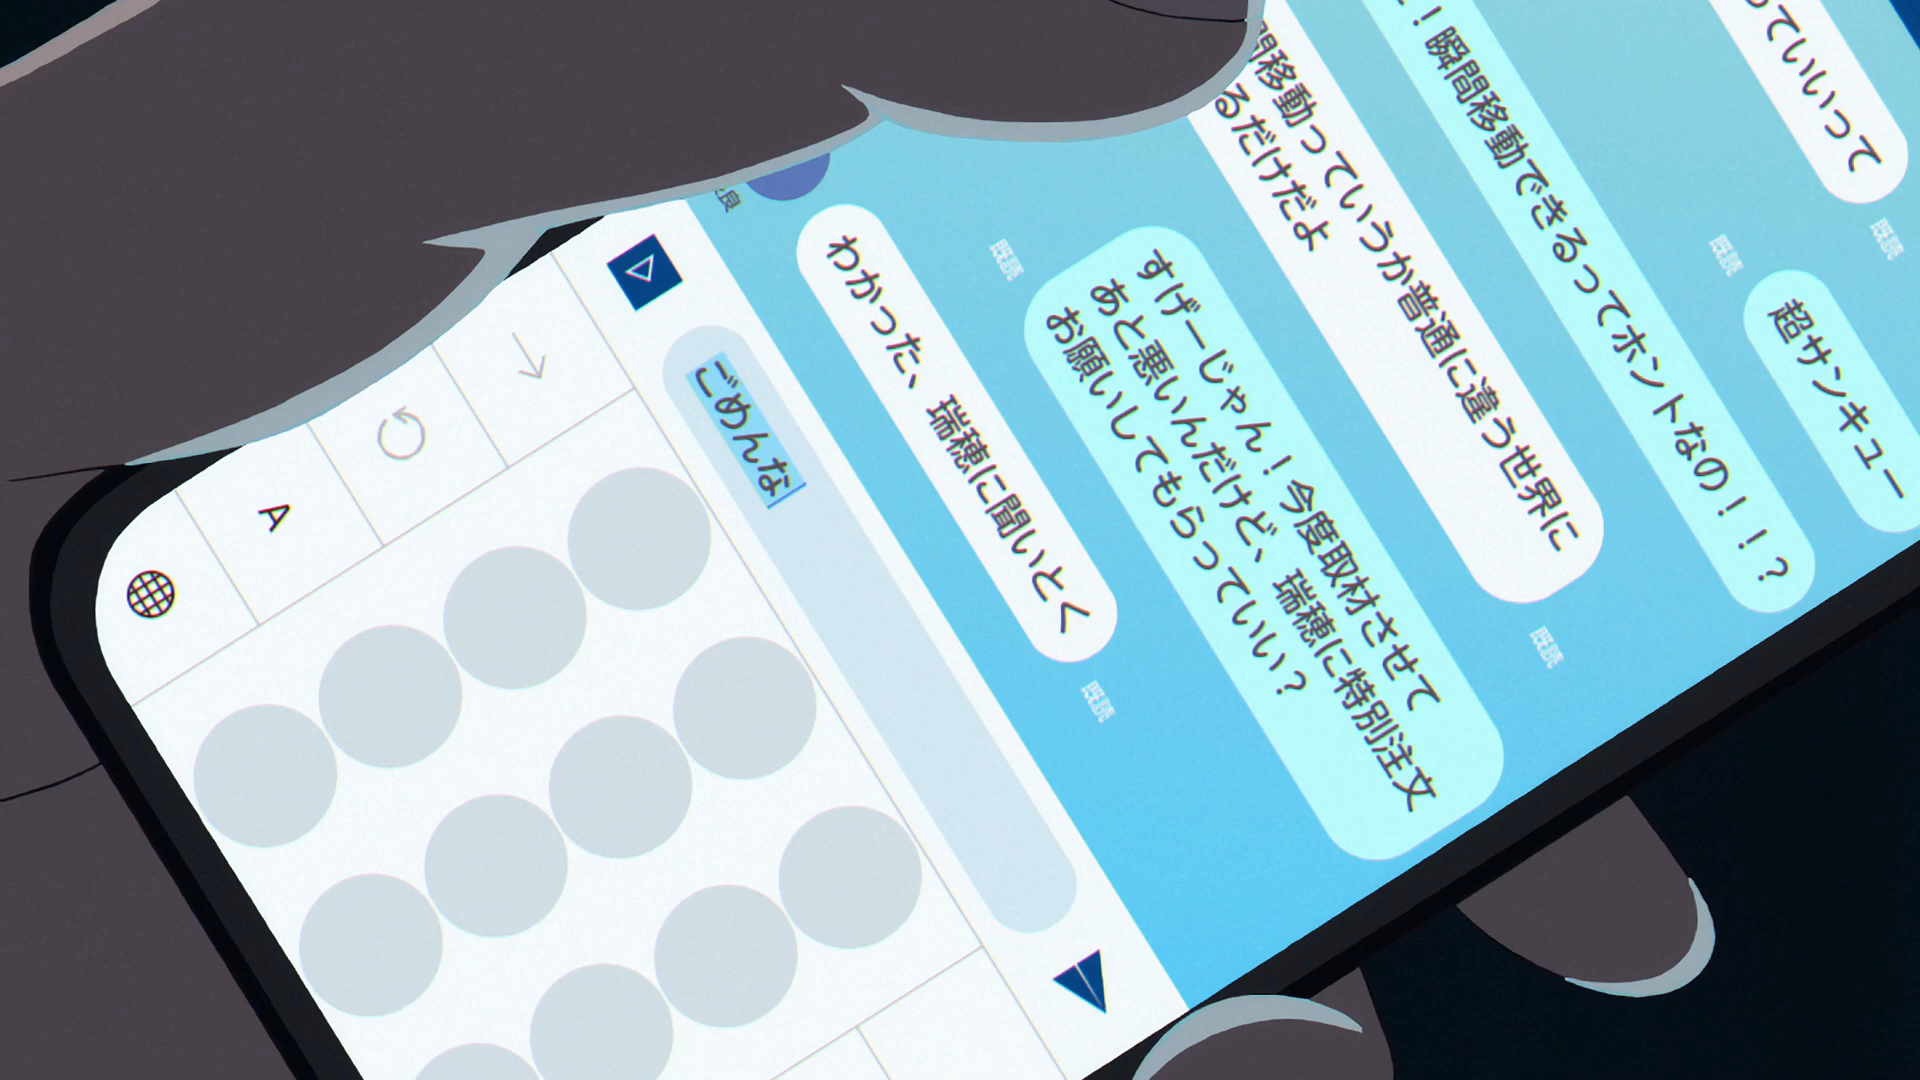 っていいって
既読
超サンキュー
既読
！瞬間移動できるってホントなの！！？
間移動っていうか普通に違う世界に
るだけだよ
既読
すげーじゃん！今度取材させて
あと悪いんだけど、瑞穂に特別注文
お願いしてもらっていい？
既読
良
わかった、瑞穂に聞いとく
既読
ごめんな
A